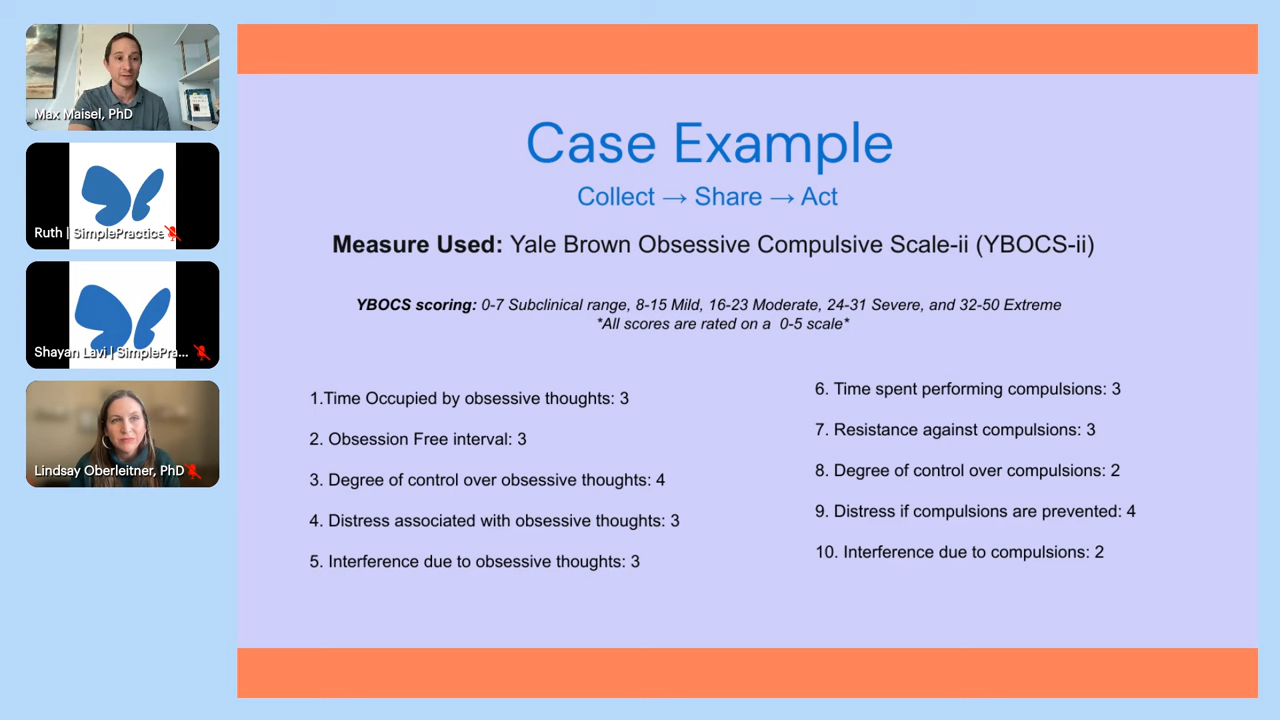 Max Maisel, PhD
Ruth | SimplePractice
Shayan Lavi | SimplePra...
Lindsay Oberleitner, PhD
Case Example
Collect → Share → Act
Measure Used: Yale Brown Obsessive Compulsive Scale-ii (YBOCS-ii)
YBOCS scoring: 0-7 Subclinical range, 8-15 Mild, 16-23 Moderate, 24-31 Severe, and 32-50 Extreme
*All scores are rated on a 0-5 scale*
1.Time Occupied by obsessive thoughts: 3
2. Obsession Free interval: 3
3. Degree of control over obsessive thoughts: 4
4. Distress associated with obsessive thoughts: 3
5. Interference due to obsessive thoughts: 3
6. Time spent performing compulsions: 3
7. Resistance against compulsions: 3
8. Degree of control over compulsions: 2
9. Distress if compulsions are prevented: 4
10. Interference due to compulsions: 2